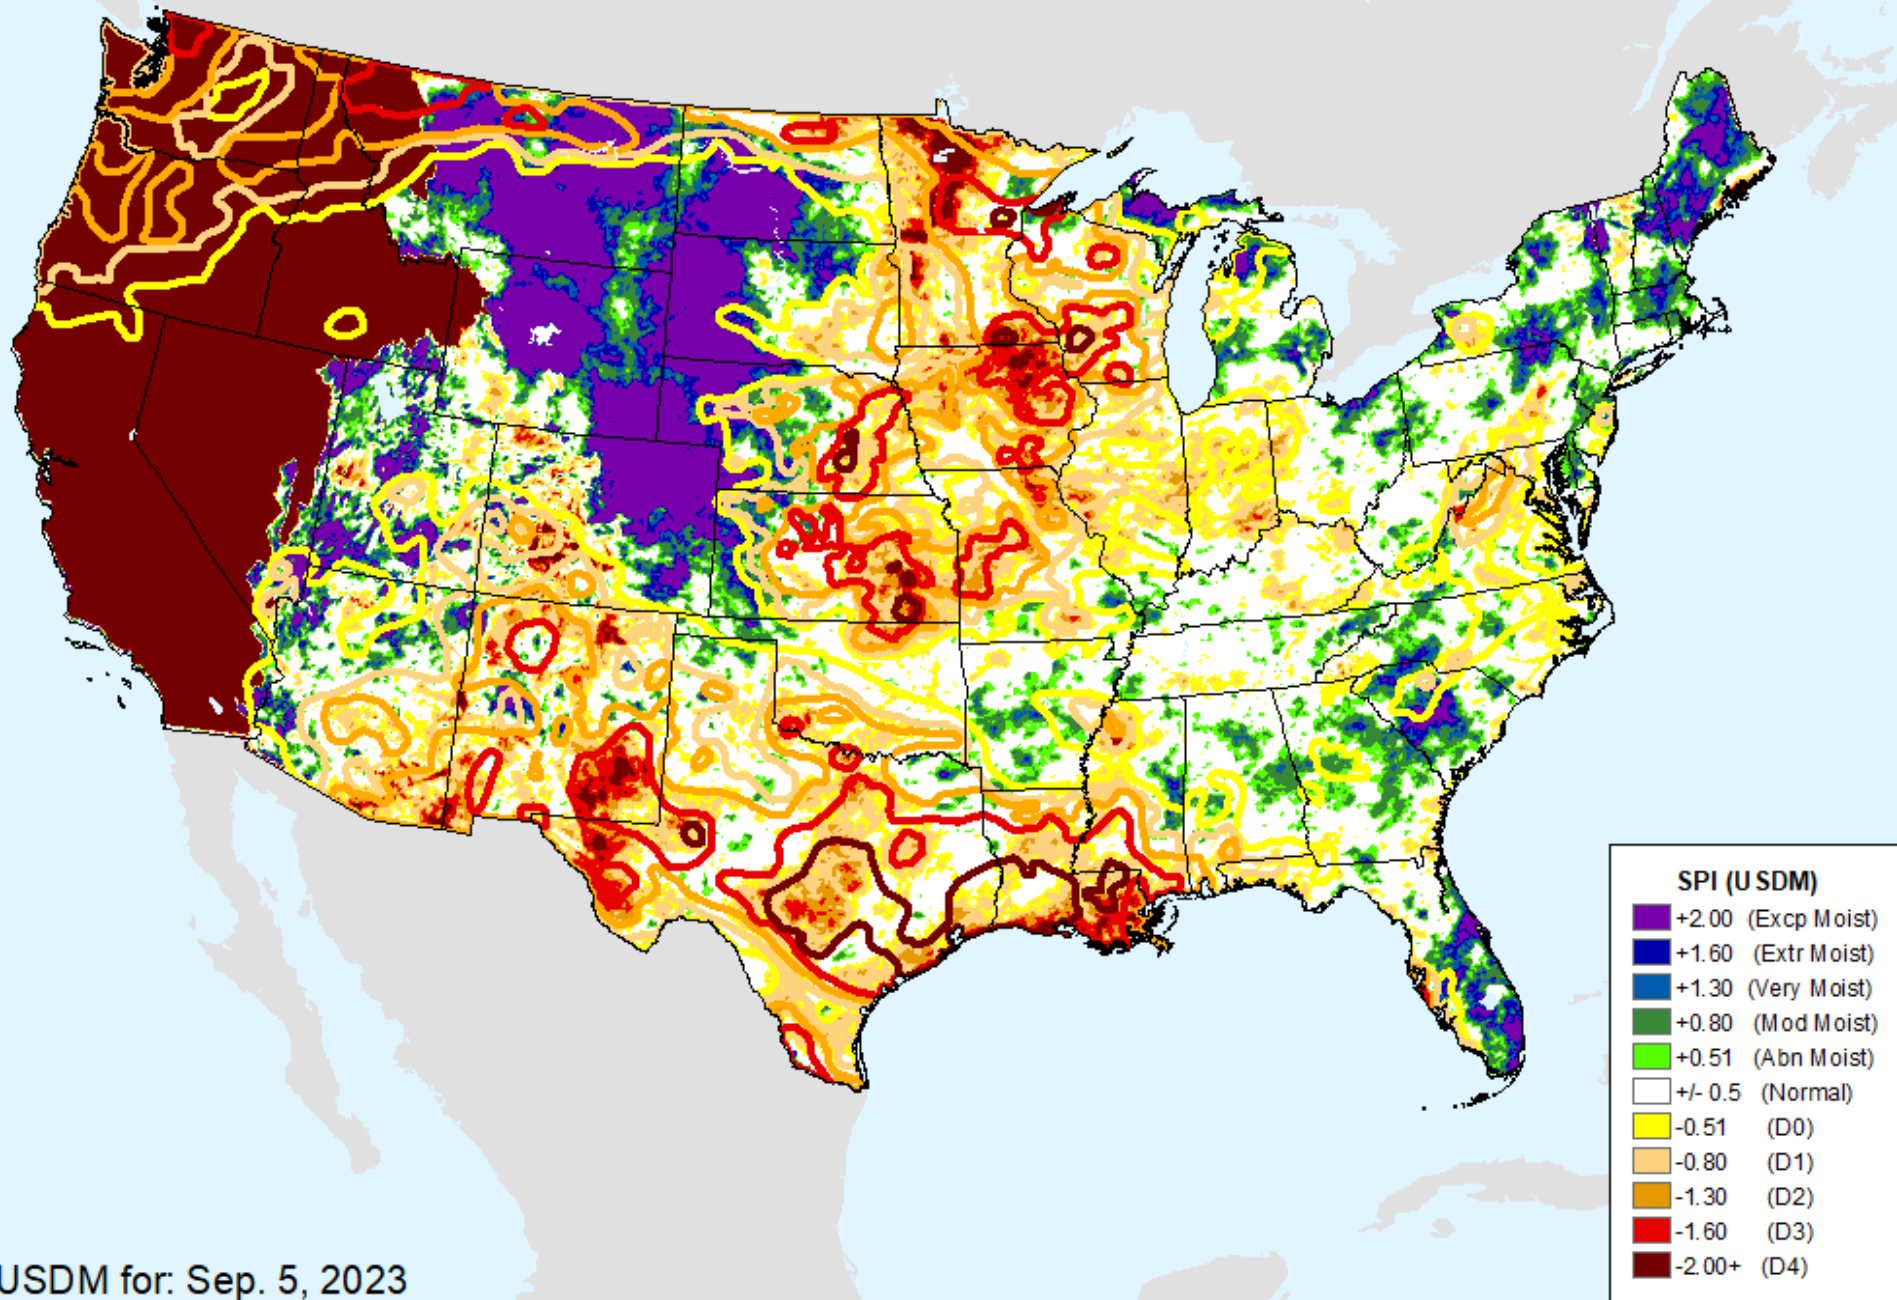 SPI (USDM)
+2.00 (Excp Moist)
+1.60 (Extr Moist)
+1.30 (Very Moist)
+0.80 (Mod Moist)
+0.51 (Abn Moist)
+/- 0.5 (Normal)
-0.51 (D0)
-0.80 (D1)
-1.30 (D2)
-1.60 (D3)
-2.00+ (D4)
USDM for: Sep. 5, 2023